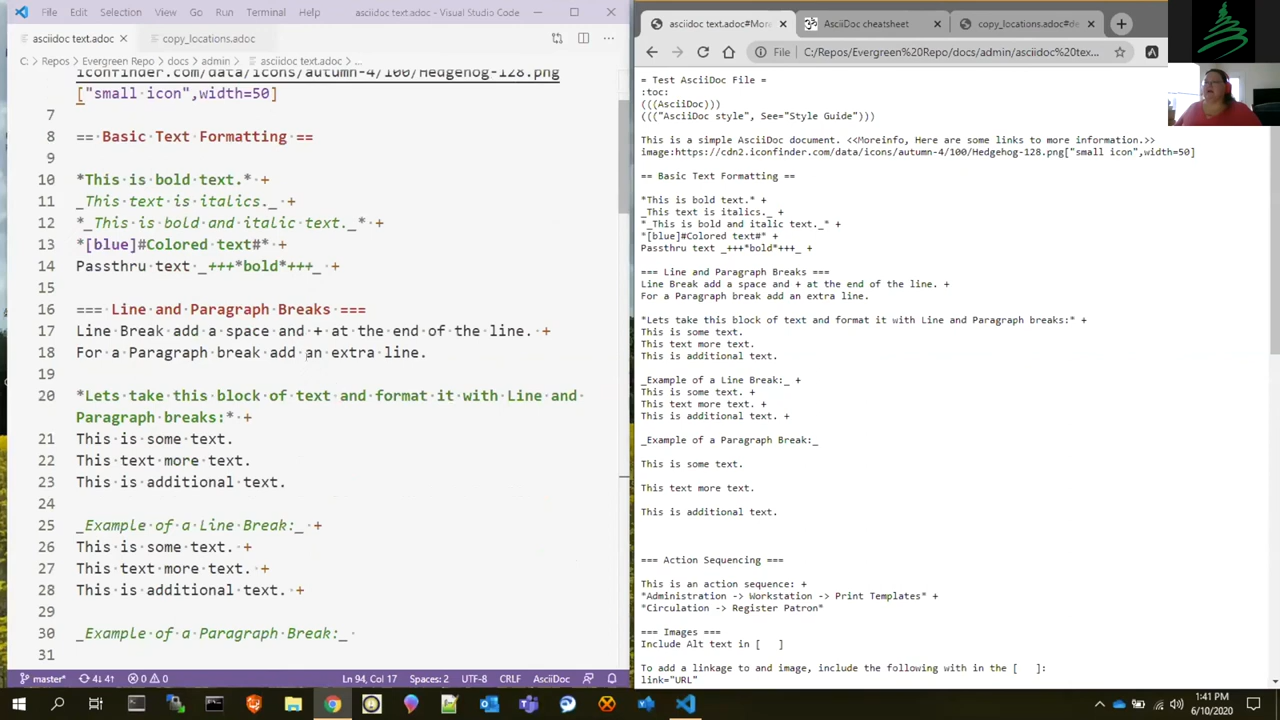 File Edit Selection View Go Run Terminal Help asciidoc text.adoc - Visual Studio Code
asciidoc text.adoc copy_locations.adoc
C: > Repos > Evergreen Repo > docs > admin > asciidoc text.adoc > ...
iconfinder.com/data/icons/autumn-4/100/Hedgehog-128.png
["small icon",width=50]
7
8 == Basic Text Formatting ==
9
10 *This is bold text.* +
11 _This text is italics._ +
12 *_This is bold and italic text._* +
13 *[blue]#Colored text#* +
14 Passthru text _+++*bold*+++_ +
15
16 === Line and Paragraph Breaks ===
17 Line Break add a space and + at the end of the line. +
18 For a Paragraph break add an extra line.
19
20 *Lets take this block of text and format it with Line and
Paragraph breaks:* +
21 This is some text.
22 This text more text.
23 This is additional text.
24
25 _Example of a Line Break:_ +
26 This is some text. +
27 This text more text. +
28 This is additional text. +
29
30 _Example of a Paragraph Break:_
31
master* 4↓ 4↑ 0 0 Ln 94, Col 17 Spaces: 2 UTF-8 CRLF AsciiDoc
asciidoc text.adoc#More AsciiDoc cheatsheet copy_locations.adoc#de
File C:/Repos/Evergreen%20Repo/docs/admin/asciidoc%20tex...
= Test AsciiDoc File =
:toc:
(((AsciiDoc)))
((("AsciiDoc style", See="Style Guide")))
This is a simple AsciiDoc document. <<Moreinfo, Here are some links to more information.>>
image:https://cdn2.iconfinder.com/data/icons/autumn-4/100/Hedgehog-128.png["small icon",width=50]
== Basic Text Formatting ==
*This is bold text.* +
_This text is italics._ +
*_This is bold and italic text._* +
*[blue]#Colored text#* +
Passthru text _+++*bold*+++_ +
=== Line and Paragraph Breaks ===
Line Break add a space and + at the end of the line. +
For a Paragraph break add an extra line.
*Lets take this block of text and format it with Line and Paragraph breaks:* +
This is some text.
This text more text.
This is additional text.
_Example of a Line Break:_ +
This is some text. +
This text more text. +
This is additional text. +
_Example of a Paragraph Break:_
This is some text.
This text more text.
This is additional text.
=== Action Sequencing ===
This is an action sequence: +
*Administration -> Workstation -> Print Templates* +
*Circulation -> Register Patron*
=== Images ===
Include Alt text in [ ]
To add a linkage to and image, include the following with in the [ ]:
link="URL"
1:41 PM
6/10/2020